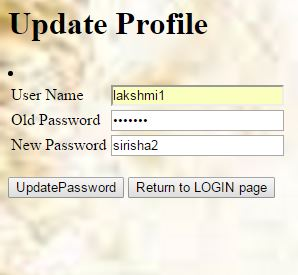 Update Profile
User Name lakshmi1
Old Password •••••••
New Password sirisha2
UpdatePassword Return to LOGIN page